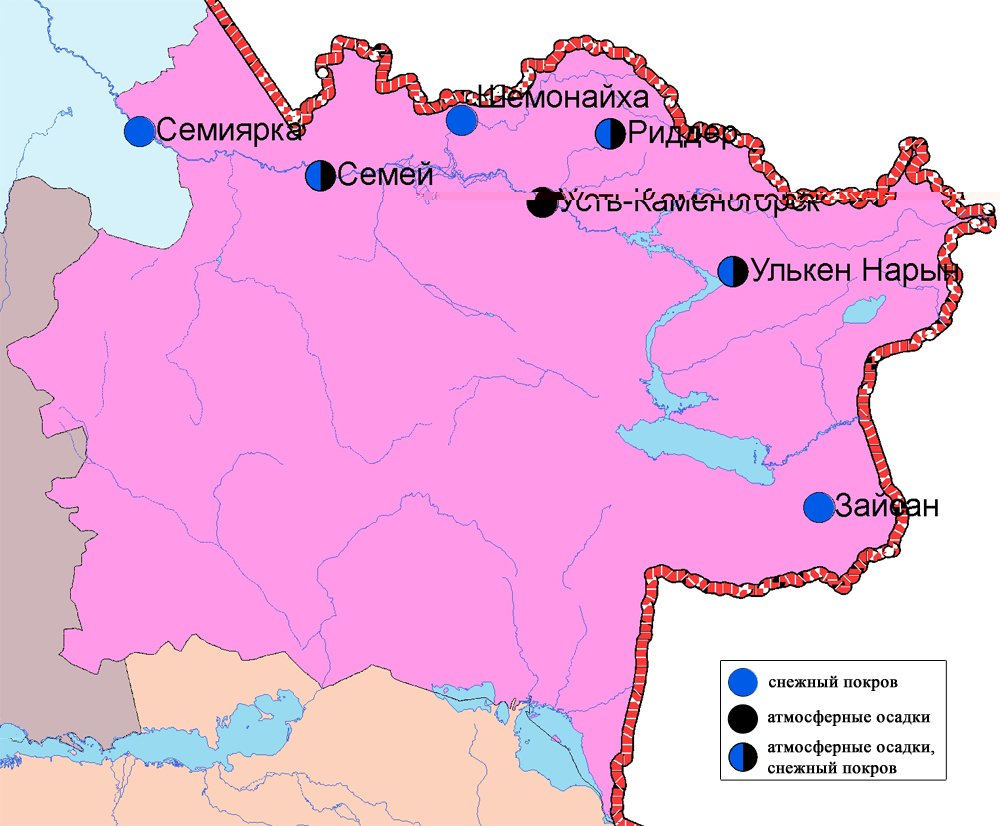 Шемонайха
Семиярка
Риддер
Семей
Усть-Каменогорск
Улькен Нарын
Зайсан
снежный покров
атмосферные осадки
атмосферные осадки,
снежный покров